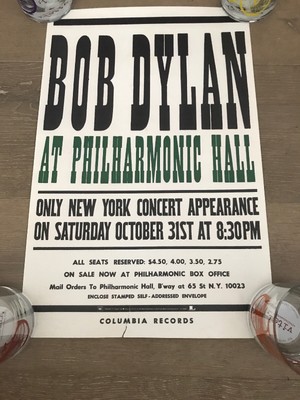 BOB DYLAN
AT PHILHARMONIC HALL
ONLY NEW YORK CONCERT APPEARANCE
ON SATURDAY OCTOBER 31ST AT 8:30PM
ALL SEATS RESERVED: $4.50, 4.00, 3.50, 2.75
ON SALE NOW AT PHILHARMONIC BOX OFFICE
Mail Orders To Philharmonic Hall, B'way at 65 St N.Y. 10023
ENCLOSE STAMPED SELF-ADDRESSED ENVELOPE
COLUMBIA RECORDS